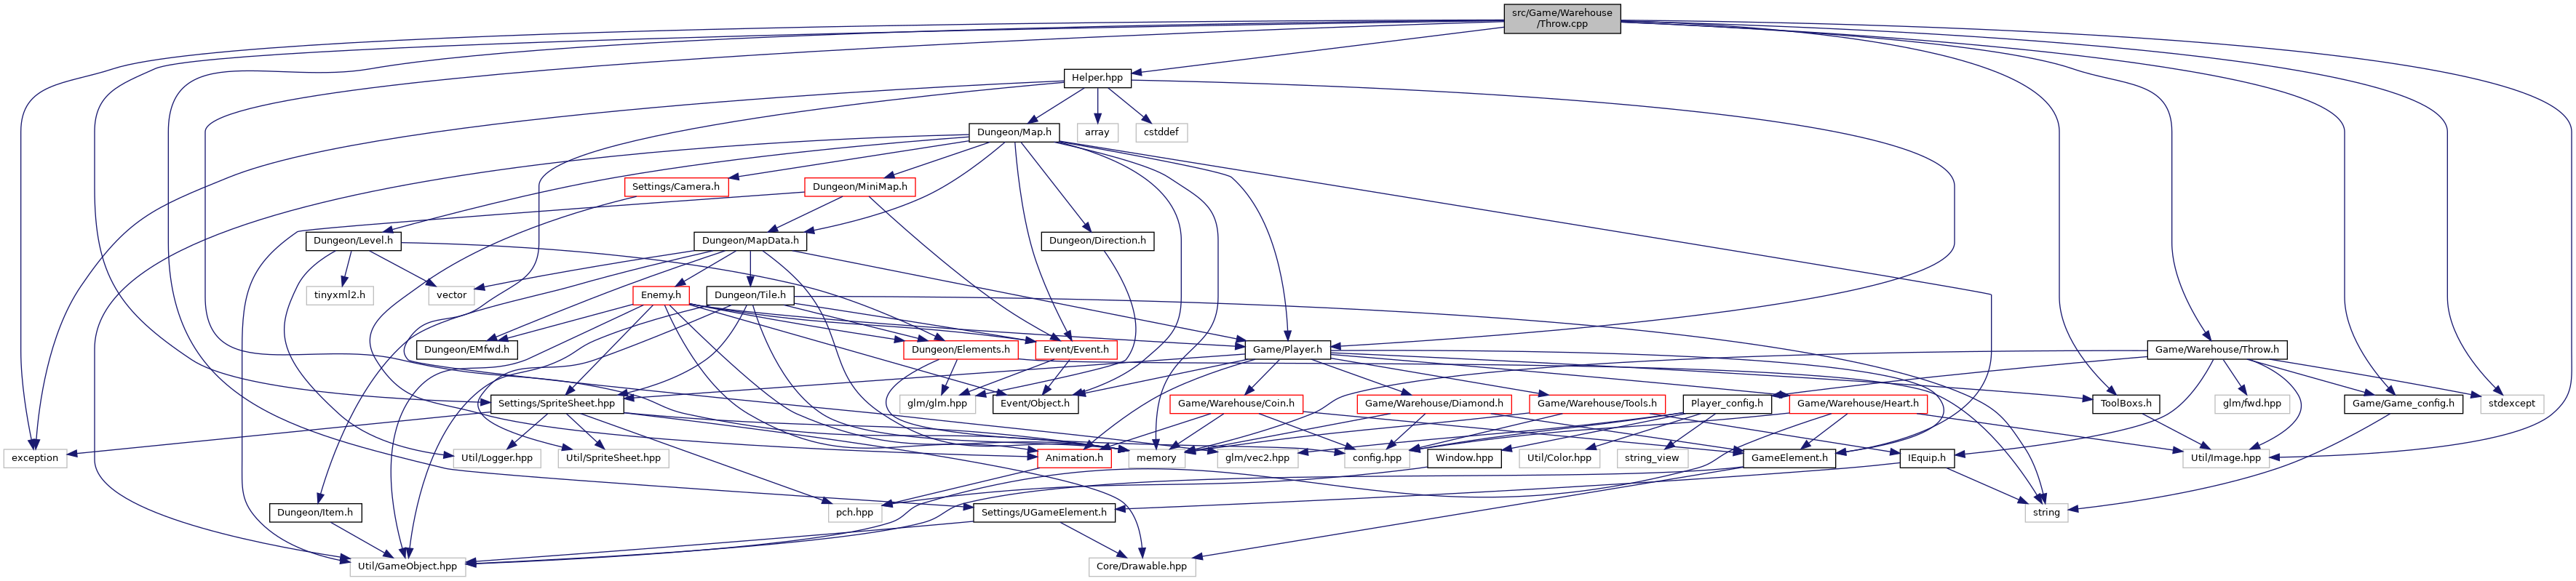 src/Game/Warehouse
/Throw.cpp
Helper.hpp
Dungeon/Map.h
array
cstddef
Settings/Camera.h
Dungeon/MiniMap.h
Dungeon/Level.h
Dungeon/MapData.h
Dungeon/Direction.h
tinyxml2.h
vector
Enemy.h
Dungeon/Tile.h
Dungeon/EMfwd.h
Dungeon/Elements.h
Event/Event.h
Game/Player.h
Game/Warehouse/Throw.h
Settings/SpriteSheet.hpp
glm/glm.hpp
Event/Object.h
Game/Warehouse/Coin.h
Game/Warehouse/Diamond.h
Game/Warehouse/Tools.h
Player_config.h
Game/Warehouse/Heart.h
ToolBoxs.h
glm/fwd.hpp
Game/Game_config.h
stdexcept
exception
Util/Logger.hpp
Util/SpriteSheet.hpp
Animation.h
memory
glm/vec2.hpp
config.hpp
Window.hpp
Util/Color.hpp
string_view
GameElement.h
IEquip.h
Util/Image.hpp
Dungeon/Item.h
pch.hpp
Settings/UGameElement.h
string
Util/GameObject.hpp
Core/Drawable.hpp